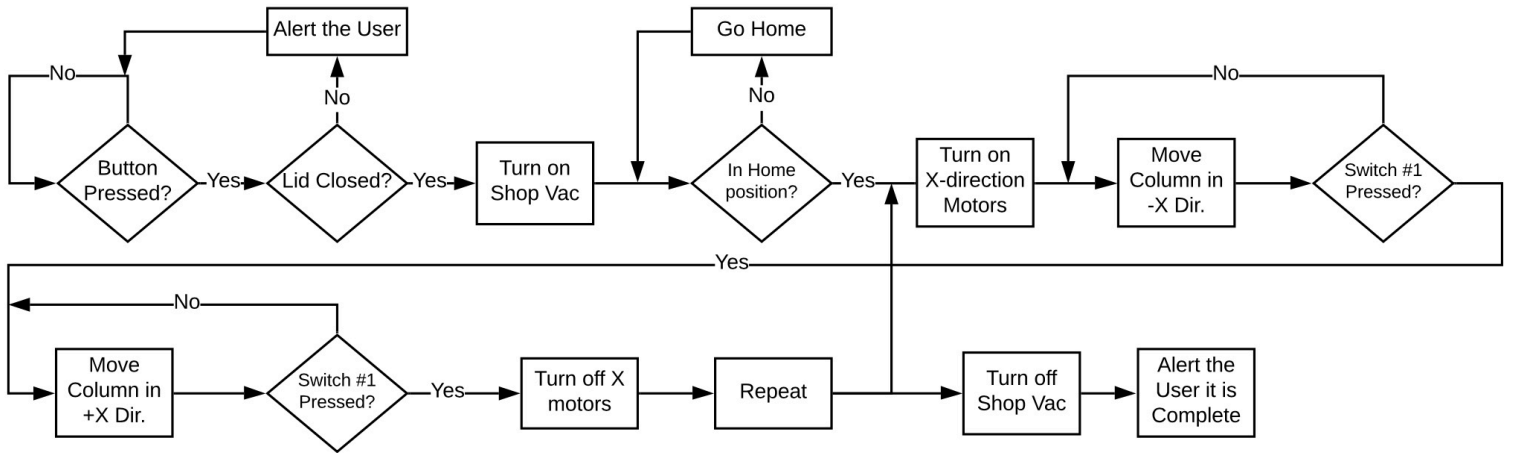 Alert the User
Go Home
No
No
No
No
Button
Pressed?
Yes
Lid Closed?
Yes
Turn on
Shop Vac
In Home
position?
Yes
Turn on
X-direction
Motors
Move
Column in
-X Dir.
Switch #1
Pressed?
Yes
No
Move
Column in
+X Dir.
Switch #1
Pressed?
Yes
Turn off X
motors
Repeat
Turn off
Shop Vac
Alert the
User it is
Complete